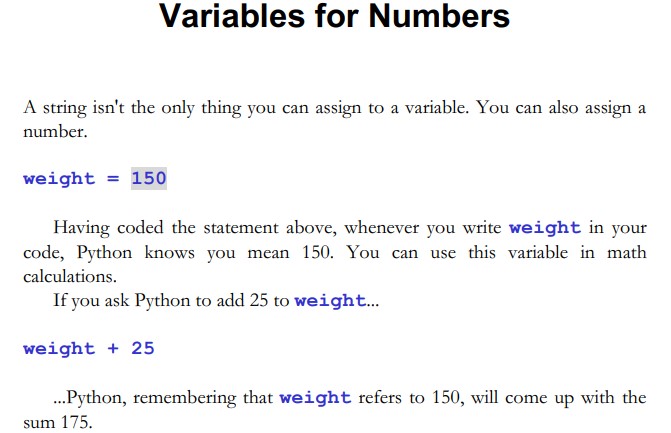 Variables for Numbers
A string isn't the only thing you can assign to a variable. You can also assign a
number.
weight = 150
Having coded the statement above, whenever you write weight in your
code, Python knows you mean 150. You can use this variable in math
calculations.
If you ask Python to add 25 to weight...
weight + 25
...Python, remembering that weight refers to 150, will come up with the
sum 175.